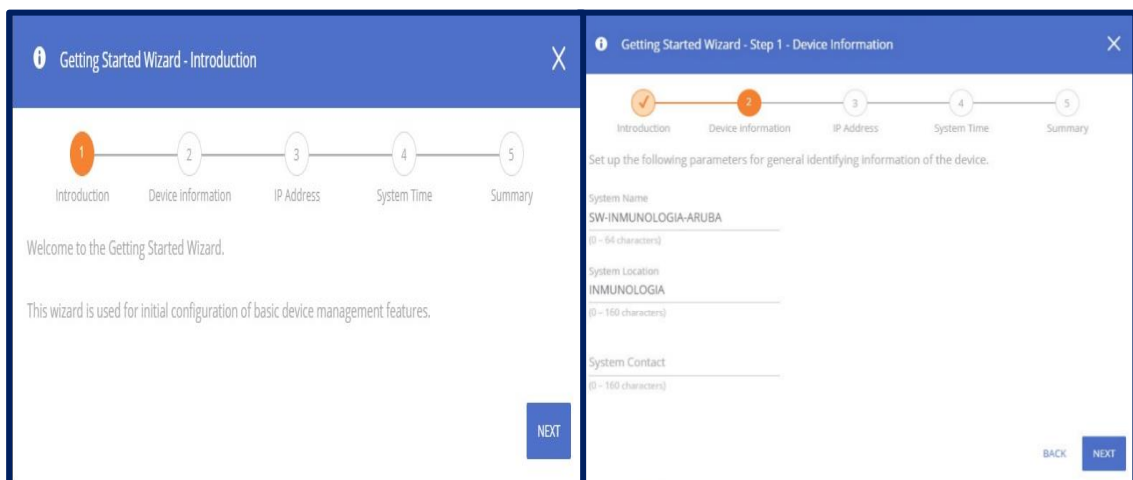 Getting Started Wizard - Introduction
1 2 3 4 5
Introduction Device information IP Address System Time Summary
Welcome to the Getting Started Wizard.
This wizard is used for initial configuration of basic device management features.
NEXT
Getting Started Wizard - Step 1 - Device Information
2 3 4 5
Introduction Device information IP Address System Time Summary
Set up the following parameters for general identifying information of the device.
System Name
SW-INMUNOLOGIA-ARUBA
(0 – 64 characters)
System Location
INMUNOLOGIA
(0 – 160 characters)
System Contact
(0 – 160 characters)
BACK NEXT